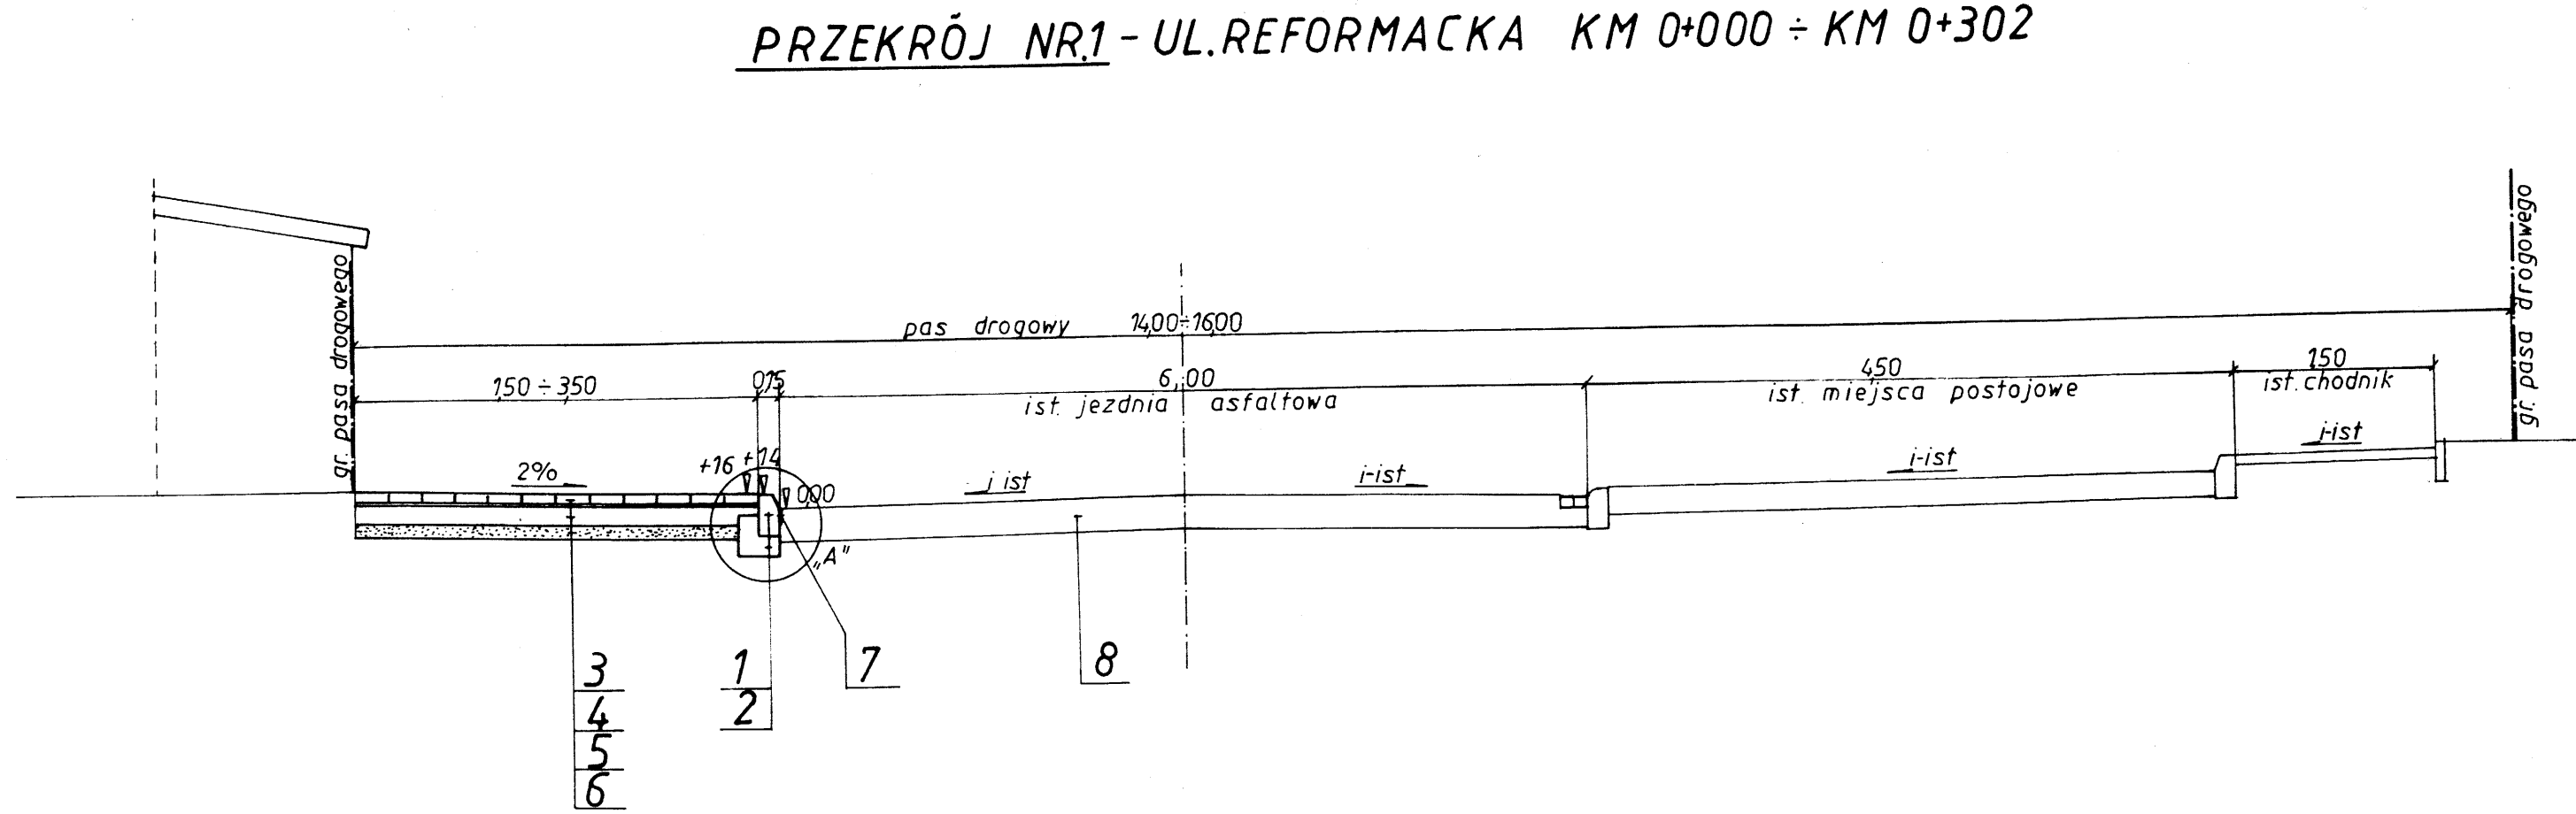 PRZEKRÓJ NR.1 - UL.REFORMACKA KM 0+000 ÷ KM 0+302
gr. pasa drogowego
gr. pasa drogowego
pas drogowy 14,00÷16,00
1,50 ÷ 3,50
0,15
6,00
4,50
1,50
ist. jezdnia asfaltowa
ist. miejsca postojowe
ist. chodnik
2%
+16 +14
0,00
i ist
i-ist
i-ist
i-ist
„A"
3
4
5
6
1
2
7
8